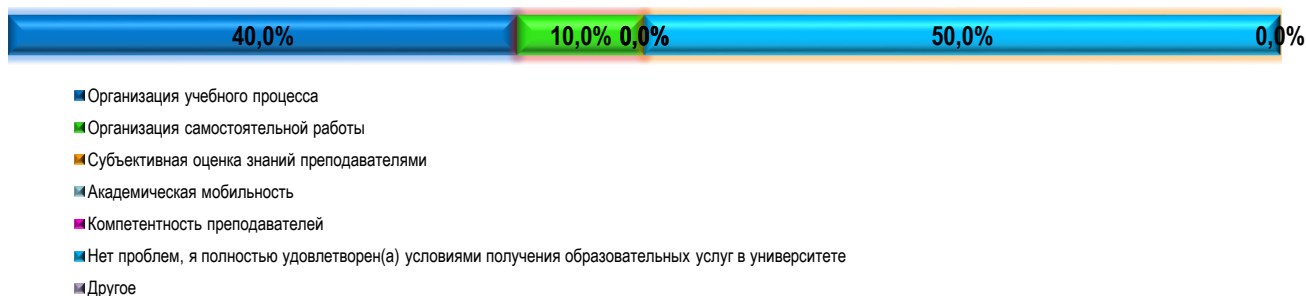 40,0% 10,0% 0,0% 50,0% 0,0%
Организация учебного процесса
Организация самостоятельной работы
Субъективная оценка знаний преподавателями
Академическая мобильность
Компетентность преподавателей
Нет проблем, я полностью удовлетворен(а) условиями получения образовательных услуг в университете
Другое